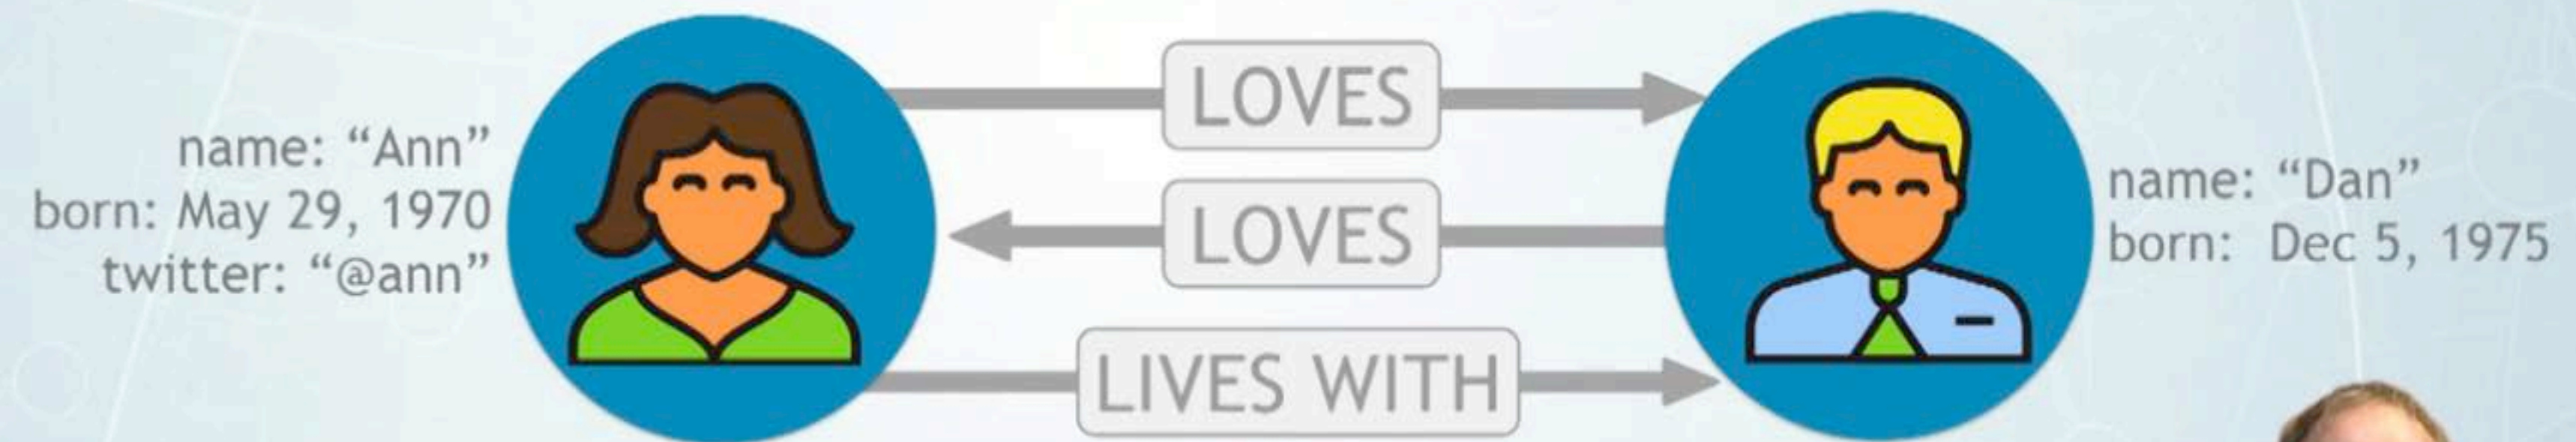 name: “Ann”
born: May 29, 1970
twitter: “@ann”
LOVES
LOVES
LIVES WITH
name: “Dan”
born: Dec 5, 1975